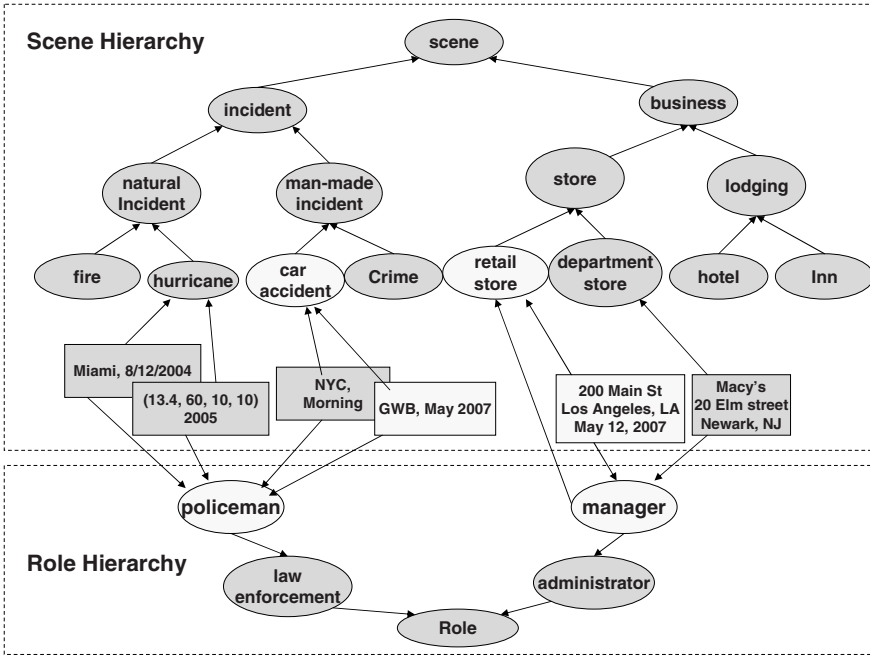 Scene Hierarchy
scene
incident
business
natural
Incident
man-made
incident
store
lodging
fire
hurricane
car
accident
Crime
retail
store
department
store
hotel
Inn
Miami, 8/12/2004
(13.4, 60, 10, 10)
2005
NYC,
Morning
GWB, May 2007
200 Main St
Los Angeles, LA
May 12, 2007
Macy's
20 Elm street
Newark, NJ
policeman
manager
Role Hierarchy
law
enforcement
administrator
Role